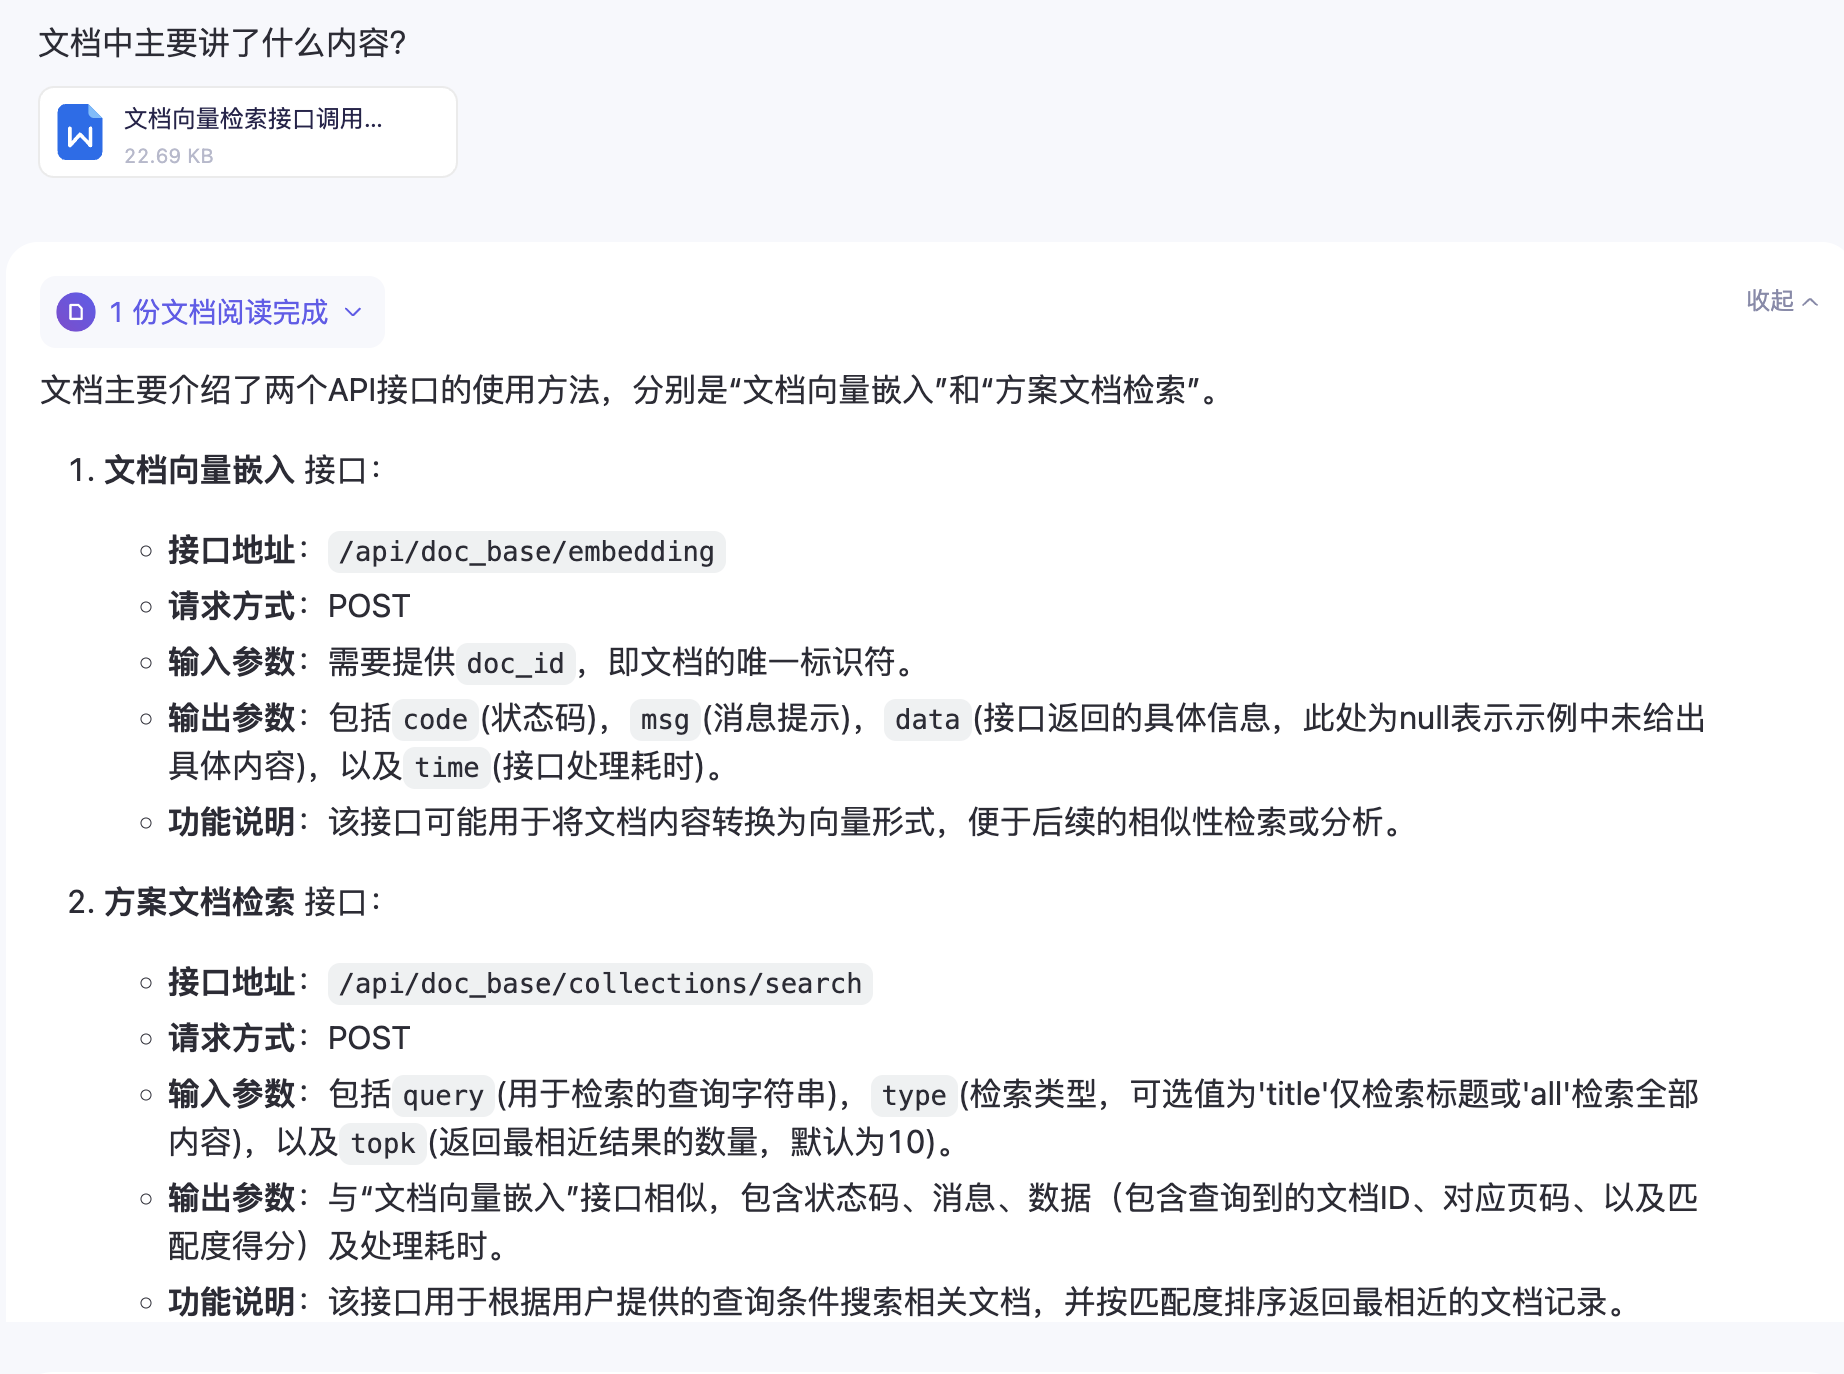 文档中主要讲了什么内容?
文档向量检索接口调用...
22.69 KB
1 份文档阅读完成
收起
文档主要介绍了两个API接口的使用方法，分别是“文档向量嵌入”和“方案文档检索”。
1. 文档向量嵌入 接口：
接口地址： /api/doc_base/embedding
请求方式：POST
输入参数：需要提供 doc_id，即文档的唯一标识符。
输出参数：包括 code (状态码)， msg (消息提示)， data (接口返回的具体信息，此处为null表示示例中未给出
具体内容)，以及 time (接口处理耗时)。
功能说明：该接口可能用于将文档内容转换为向量形式，便于后续的相似性检索或分析。
2. 方案文档检索 接口：
接口地址： /api/doc_base/collections/search
请求方式：POST
输入参数：包括 query (用于检索的查询字符串)， type (检索类型，可选值为'title'仅检索标题或'all'检索全部
内容)，以及 topk (返回最相近结果的数量，默认为10)。
输出参数：与“文档向量嵌入”接口相似，包含状态码、消息、数据（包含查询到的文档ID、对应页码、以及匹
配度得分）及处理耗时。
功能说明：该接口用于根据用户提供的查询条件搜索相关文档，并按匹配度排序返回最相近的文档记录。